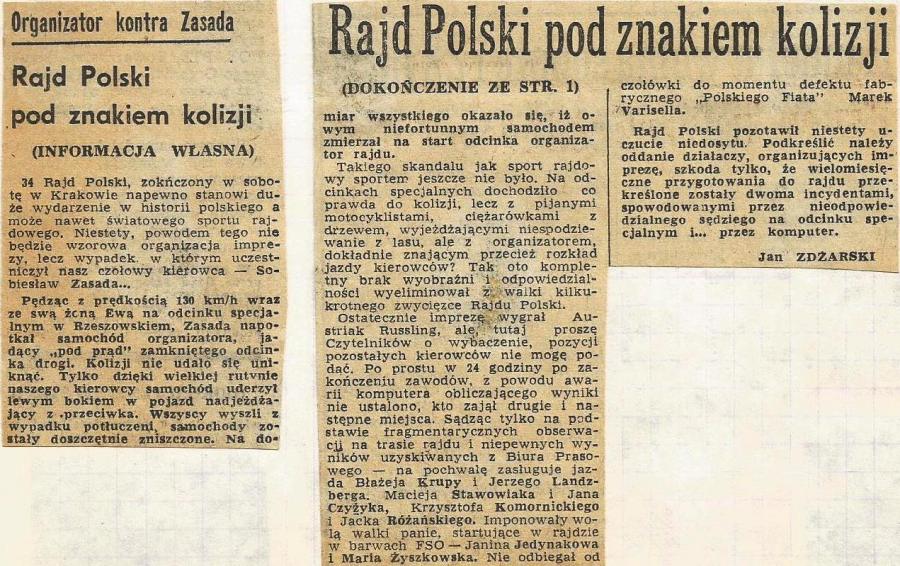 Organizator kontra Zasada
Rajd Polski
pod znakiem kolizji
(INFORMACJA WŁASNA)
34 Rajd Polski, zokńczony w sobo-
tę w Krakowie napewno stanowi du-
że wydarzenie w historii polskiego a
może nawet światowego sportu raj-
dowego. Niestety, powodem tego nie
będzie wzorowa organizacja impre-
zy, lecz wypadek, w którym uczest-
niczył nasz czołowy kierowca — So-
biesław Zasada...
Pędząc z prędkością 130 km/h wraz
ze swą żcną Ewą na odcinku specja-
lnym w Rzeszowskiem, Zasada napo-
tkał samochód organizatora, ja-
dący „pod prąd” zamkniętego odcin-
ka drogi. Kolizji nie udało się uni-
knąć. Tylko dzięki wielkiej rutynie
naszego kierowcy samochód uderzył
lewym bokiem w pojazd nadjeżdża-
jący z przeciwka. Wszyscy wyszli z
wypadku potłuczeni, samochody zo-
stały doszczętnie zniszczone. Na do-
Rajd Polski pod znakiem kolizji
(DOKOŃCZENIE ZE STR. 1)
miar wszystkiego okazało się, iż o-
wym niefortunnym samochodem
zmierzał na start odcinka organiza-
tor rajdu.
Takiego skandalu jak sport rajdo-
wy sportem jeszcze nie było. Na od-
cinkach specjalnych dochodziło co
prawda do kolizji, lecz z pijanymi
motocyklistami, ciężarówkami z
drzewem, wyjeżdżającymi niespodzie-
wanie z lasu, ale z organizatorem,
dokładnie znającym przecież rozkład
jazdy kierowców? Tak oto komple-
tny brak wyobraźni i odpowiedzial-
ności wyeliminował z walki kilku-
krotnego zwycięzce Rajdu Polski.
Ostatecznie imprezę wygrał Au-
striak Russling, ale, tutaj proszę
Czytelników o wybaczenie, pozycji
pozostałych kierowców nie mogę po-
dać. Po prostu w 24 godziny po za-
kończeniu zawodów, z powodu awa-
rii komputera obliczającego wyniki
nie ustalono, kto zajął drugie i na-
stępne miejsca. Sądząc tylko na pod-
stawie fragmentarycznych obserwa-
cji na trasie rajdu i niepewnych wy-
ników uzyskiwanych z Biura Praso-
wego — na pochwałę zasługuje jaz-
da Błażeja Krupy i Jerzego Landz-
berga. Macieja Stawowiaka i Jana
Czyżyka, Krzysztofa Komornickiego
i Jacka Różańskiego. Imponowały wo-
lą walki panie, startujące w rajdzie
w barwach FSO — Janina Jedynakowa
i Maria Żyszkowska. Nie odbiegał od
czołówki do momentu defektu fab-
rycznego „Polskiego Fiata” Marek
Varisella.
Rajd Polski pozotawił niestety u-
czucie niedosytu. Podkreślić należy
oddanie działaczy, organizujących im-
prezę, szkoda tylko, że wielomiesię-
czne przygotowania do rajdu prze-
kreślone zostały dwoma incydentami,
spowodowanymi przez nieodpowie-
dzialnego sędziego na odcinku spe-
cjalnym i... przez komputer.
Jan ZDŻARSKI